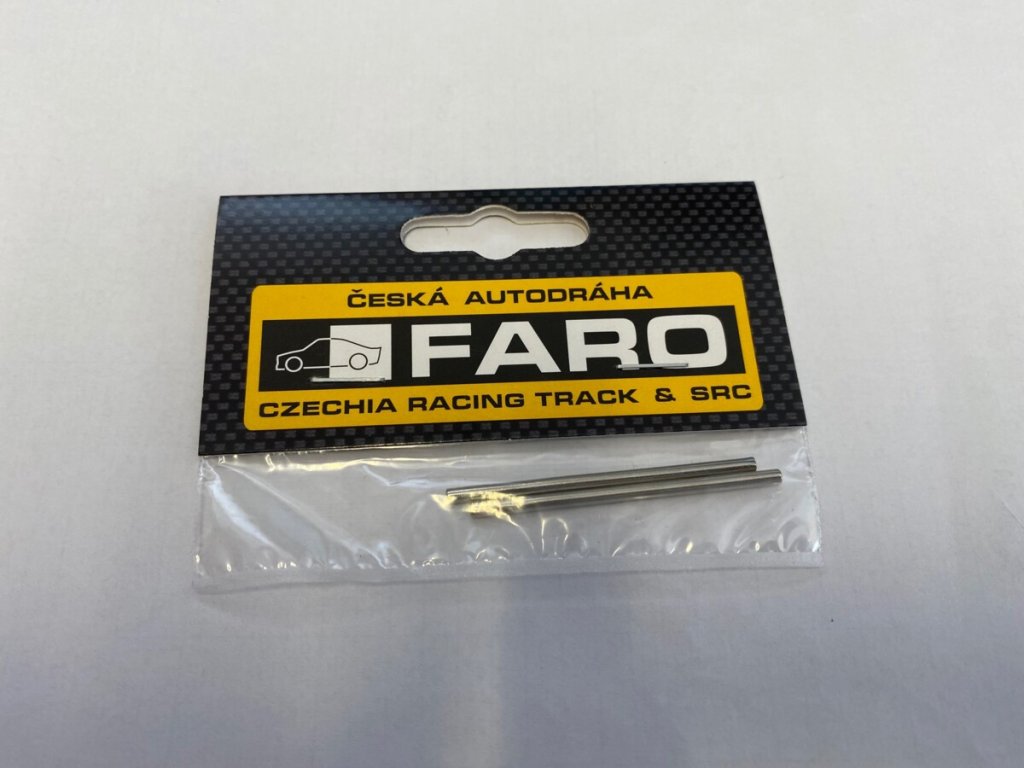 ČESKÁ AUTODRÁHA
FARO
CZECHIA RACING TRACK & SRC